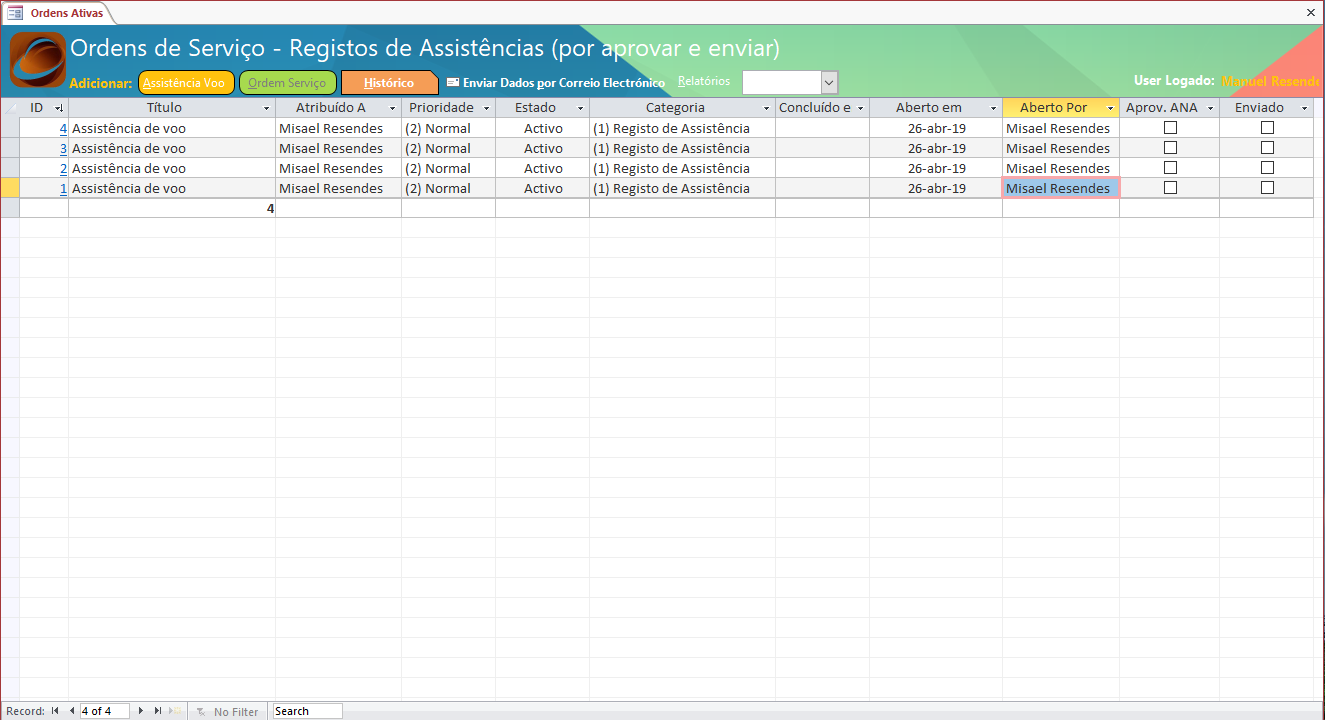 Ordens Ativas
Ordens de Serviço - Registos de Assistências (por aprovar e enviar)
Adicionar: Assistência Voo Ordem Serviço Histórico Enviar Dados por Correio Electrónico Relatórios User Logado: Manuel Resende
ID Título Atribuído A Prioridade Estado Categoria Concluído e Aberto em Aberto Por Aprov. ANA Enviado
4 Assistência de voo Misael Resendes (2) Normal Activo (1) Registo de Assistência 26-abr-19 Misael Resendes
3 Assistência de voo Misael Resendes (2) Normal Activo (1) Registo de Assistência 26-abr-19 Misael Resendes
2 Assistência de voo Misael Resendes (2) Normal Activo (1) Registo de Assistência 26-abr-19 Misael Resendes
1 Assistência de voo Misael Resendes (2) Normal Activo (1) Registo de Assistência 26-abr-19 Misael Resendes
4
Record: 4 of 4 No Filter Search